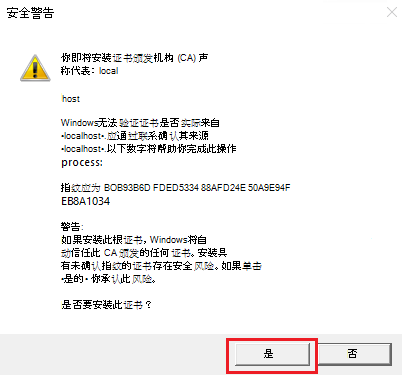 安全警告
你即将安装证书颁发机构 (CA) 声
称代表：local
host
Windows无法验证证书是否实际来自
•localhost•.应通过联系确认其来源
•localhost•.以下数字将帮助你完成此操作
process:
指纹应为 BOB93B6D FDED5334 88AFD24E 50A9E94F
EB8A1034
警告:
如果安装此根证书，Windows将自
动信任此 CA 颁发的任何证书。安装具
有未确认指纹的证书存在安全风险。如果单击
•是的• 你承认此风险。
是否要安装此证书？
是
否